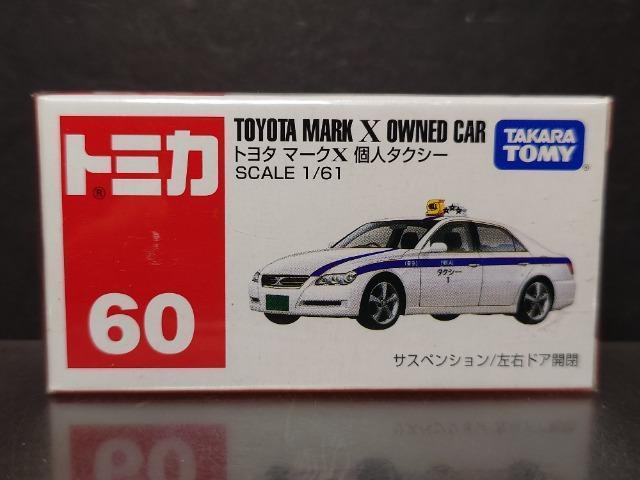 トミカ
®
60
TOYOTA MARK X OWNED CAR
トヨタ マークX 個人タクシー
SCALE 1/61
TAKARA
TOMY
タクシー
1
サスペンション/左右ドア開閉